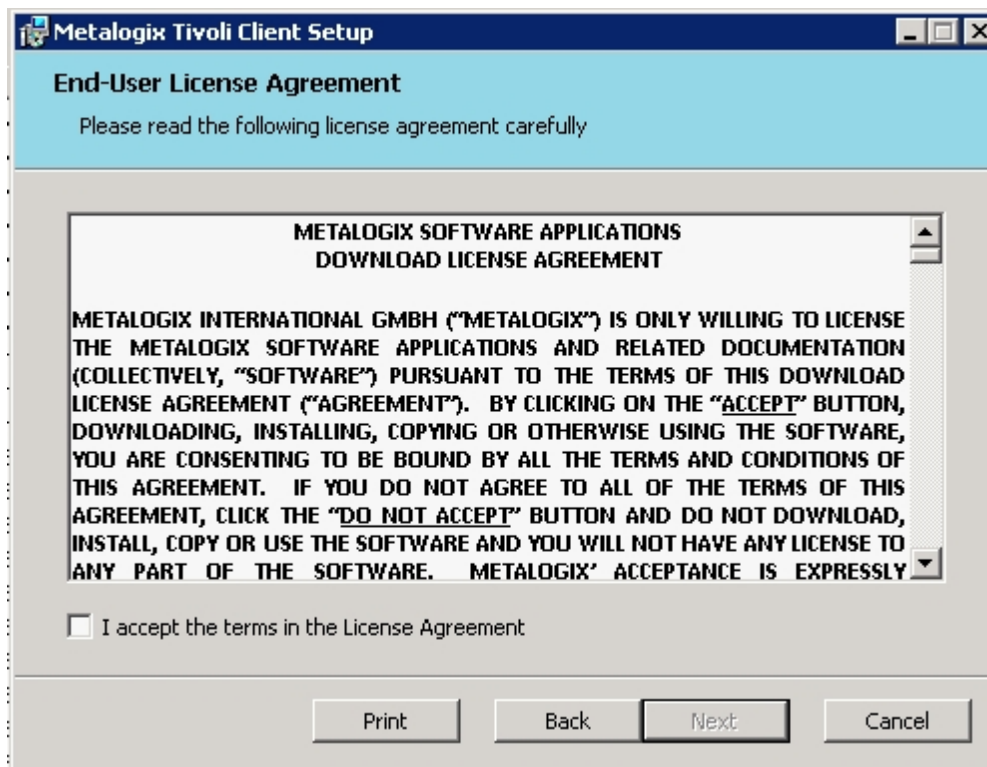 Metalogix Tivoli Client Setup
End-User License Agreement
Please read the following license agreement carefully
METALOGIX SOFTWARE APPLICATIONS
DOWNLOAD LICENSE AGREEMENT
METALOGIX INTERNATIONAL GMBH (“METALOGIX”) IS ONLY WILLING TO LICENSE
THE METALOGIX SOFTWARE APPLICATIONS AND RELATED DOCUMENTATION
(COLLECTIVELY, “SOFTWARE”) PURSUANT TO THE TERMS OF THIS DOWNLOAD
LICENSE AGREEMENT (“AGREEMENT”). BY CLICKING ON THE “ACCEPT” BUTTON,
DOWNLOADING, INSTALLING, COPYING OR OTHERWISE USING THE SOFTWARE,
YOU ARE CONSENTING TO BE BOUND BY ALL THE TERMS AND CONDITIONS OF
THIS AGREEMENT. IF YOU DO NOT AGREE TO ALL OF THE TERMS OF THIS
AGREEMENT, CLICK THE “DO NOT ACCEPT” BUTTON AND DO NOT DOWNLOAD,
INSTALL, COPY OR USE THE SOFTWARE AND YOU WILL NOT HAVE ANY LICENSE TO
ANY PART OF THE SOFTWARE. METALOGIX’ ACCEPTANCE IS EXPRESSLY
I accept the terms in the License Agreement
Print Back Next Cancel